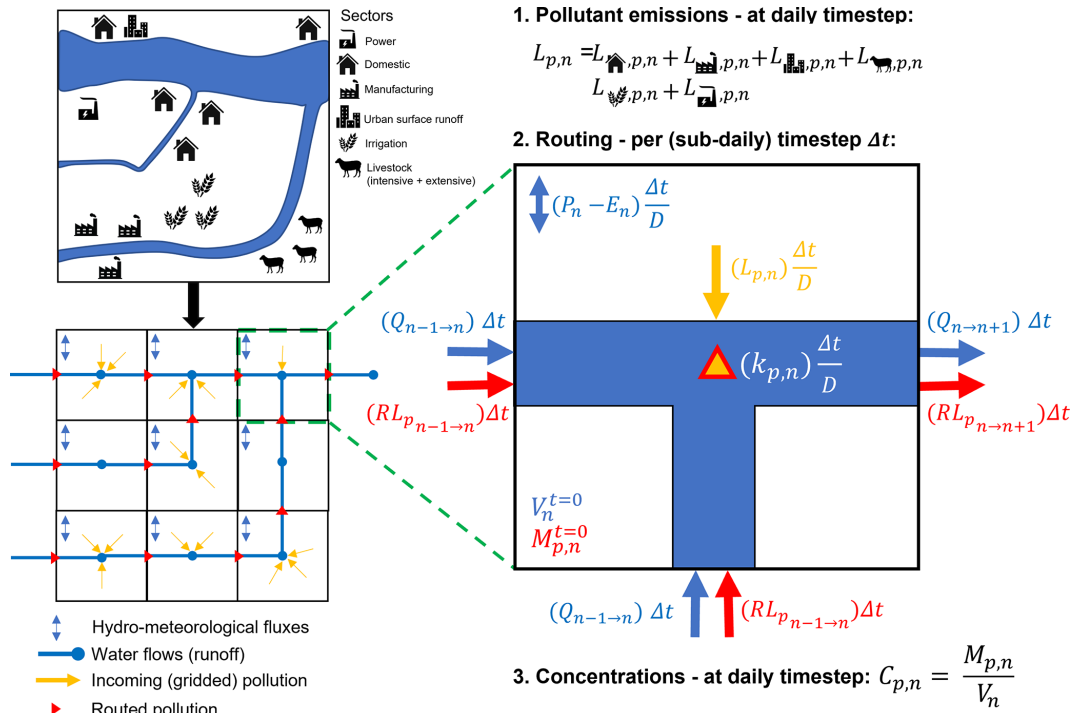 Sectors
Power
Domestic
Manufacturing
Urban surface runoff
Irrigation
Livestock
(intensive + extensive)
1. Pollutant emissions - at daily timestep:
L_{p,n} = L_{,p,n} + L_{,p,n} + L_{,p,n} + L_{,p,n}
L_{,p,n} + L_{,p,n}
2. Routing - per (sub-daily) timestep Δt:
(P_n − E_n) Δt/D
(L_{p,n}) Δt/D
(Q_{n−1→n}) Δt
(Q_{n→n+1}) Δt
(k_{p,n}) Δt/D
(RL_{p_{n−1→n}})Δt
(RL_{p_{n→n+1}})Δt
V_n^{t=0}
M_{p,n}^{t=0}
(Q_{n−1→n}) Δt
(RL_{p_{n−1→n}})Δt
Hydro-meteorological fluxes
Water flows (runoff)
Incoming (gridded) pollution
Routed pollution
3. Concentrations - at daily timestep: C_{p,n} = M_{p,n}/V_n